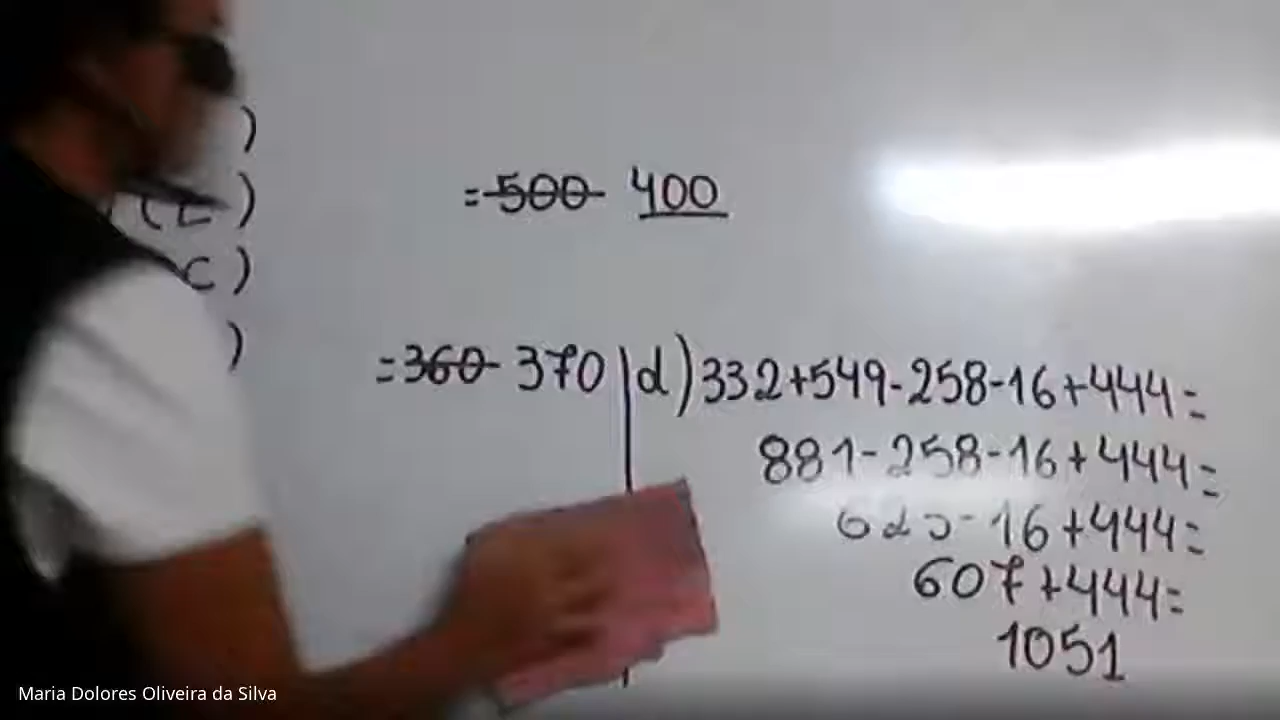 )
(E)
C)
)
=500 400
=360 370
d) 332+549-258-16+444=
881-258-16+444=
623-16+444=
607+444=
1051
Maria Dolores Oliveira da Silva